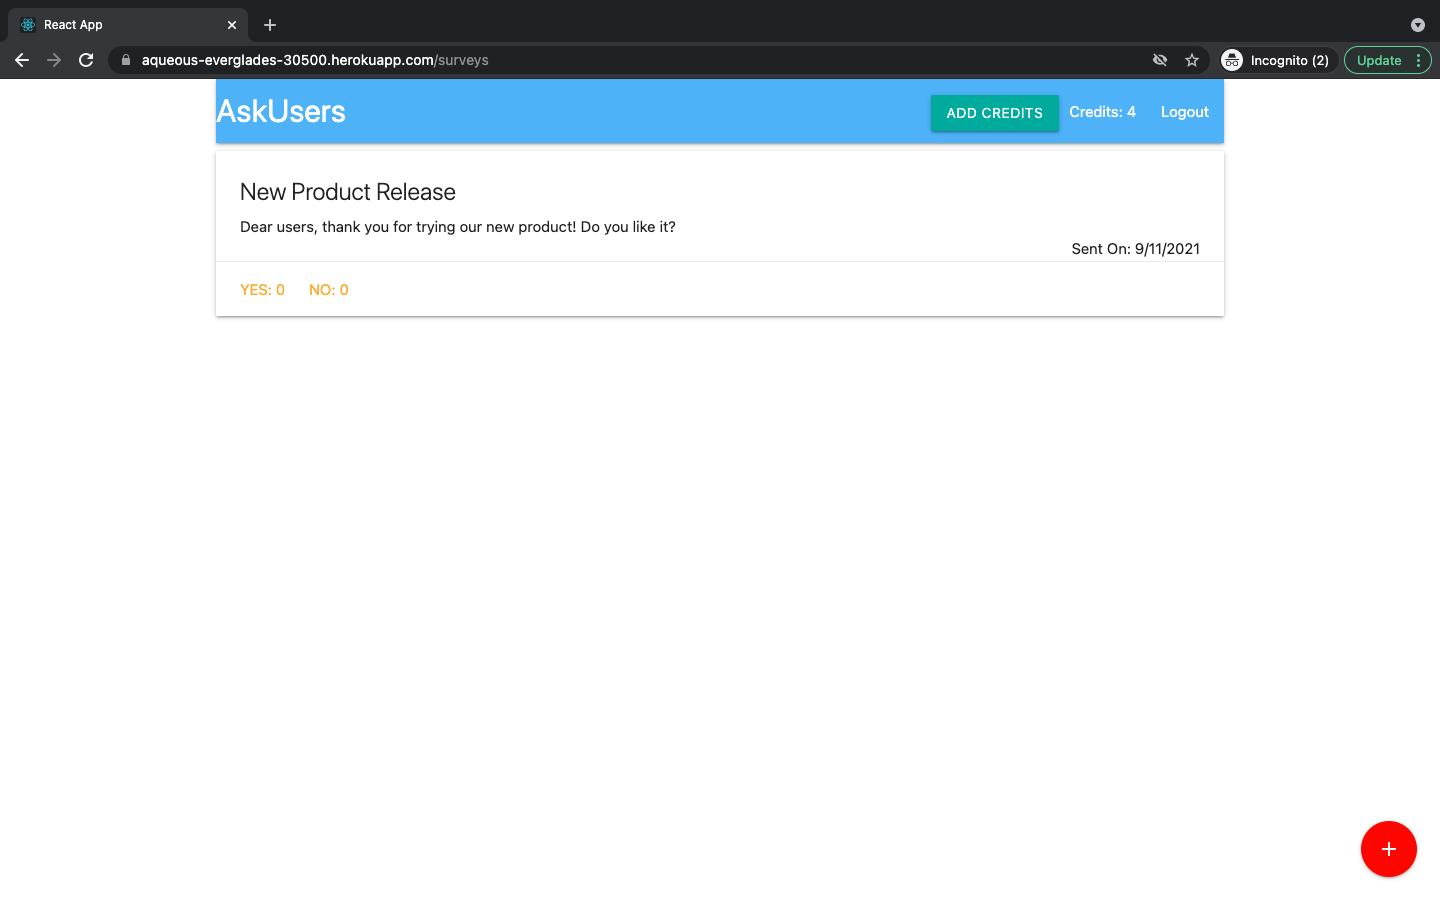 React App
aqueous-everglades-30500.herokuapp.com/surveys
Incognito (2)
Update
AskUsers
ADD CREDITS
Credits: 4
Logout
New Product Release
Dear users, thank you for trying our new product! Do you like it?
Sent On: 9/11/2021
YES: 0
NO: 0